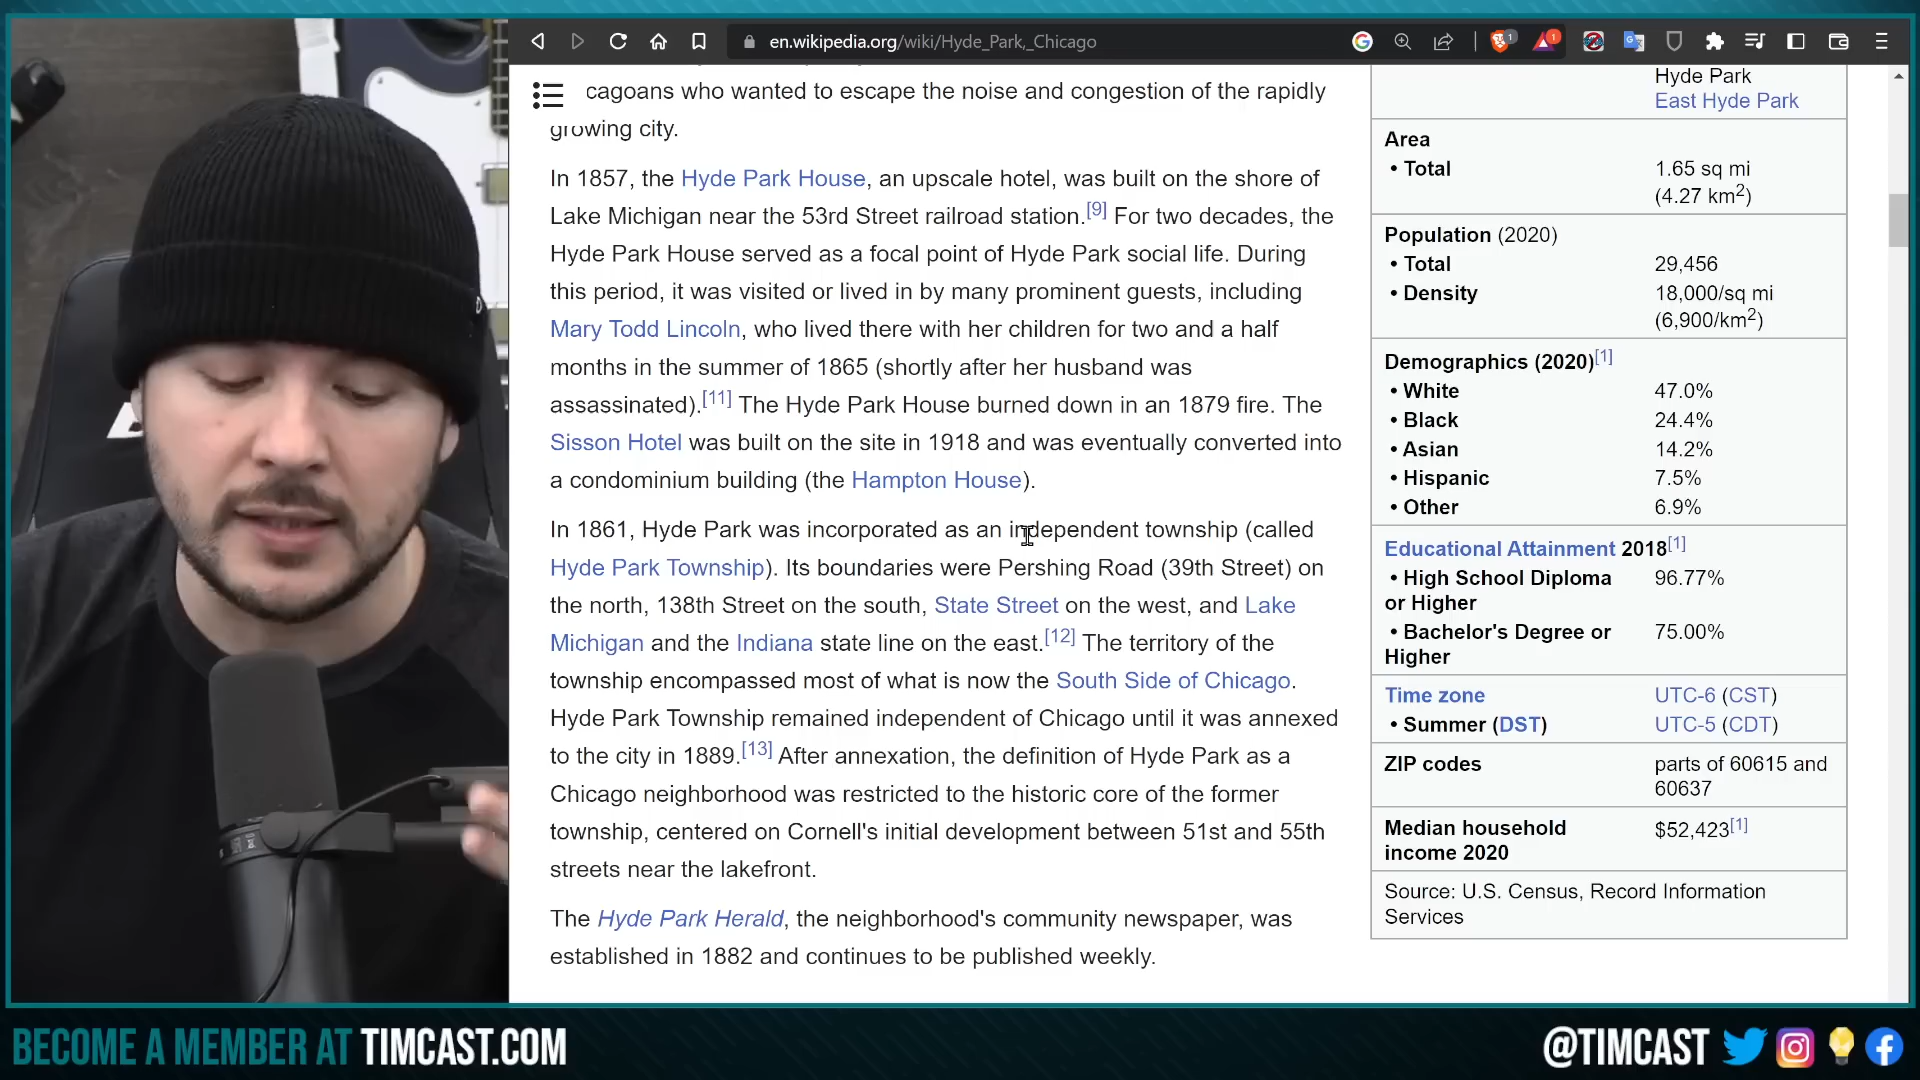 en.wikipedia.org/wiki/Hyde_Park,_Chicago
1
1
cagoans who wanted to escape the noise and congestion of the rapidly
growing city.
In 1857, the Hyde Park House, an upscale hotel, was built on the shore of
Lake Michigan near the 53rd Street railroad station.[9] For two decades, the
Hyde Park House served as a focal point of Hyde Park social life. During
this period, it was visited or lived in by many prominent guests, including
Mary Todd Lincoln, who lived there with her children for two and a half
months in the summer of 1865 (shortly after her husband was
assassinated).[11] The Hyde Park House burned down in an 1879 fire. The
Sisson Hotel was built on the site in 1918 and was eventually converted into
a condominium building (the Hampton House).
In 1861, Hyde Park was incorporated as an independent township (called
Hyde Park Township). Its boundaries were Pershing Road (39th Street) on
the north, 138th Street on the south, State Street on the west, and Lake
Michigan and the Indiana state line on the east.[12] The territory of the
township encompassed most of what is now the South Side of Chicago.
Hyde Park Township remained independent of Chicago until it was annexed
to the city in 1889.[13] After annexation, the definition of Hyde Park as a
Chicago neighborhood was restricted to the historic core of the former
township, centered on Cornell's initial development between 51st and 55th
streets near the lakefront.
The Hyde Park Herald, the neighborhood's community newspaper, was
established in 1882 and continues to be published weekly.
Hyde Park
East Hyde Park
Area
• Total 1.65 sq mi
(4.27 km2)
Population (2020)
• Total 29,456
• Density 18,000/sq mi
(6,900/km2)
Demographics (2020)[1]
• White 47.0%
• Black 24.4%
• Asian 14.2%
• Hispanic 7.5%
• Other 6.9%
Educational Attainment 2018[1]
• High School Diploma 96.77%
or Higher
• Bachelor's Degree or 75.00%
Higher
Time zone UTC-6 (CST)
• Summer (DST) UTC-5 (CDT)
ZIP codes parts of 60615 and
60637
Median household $52,423[1]
income 2020
Source: U.S. Census, Record Information
Services
BECOME A MEMBER AT TIMCAST.COM
@TIMCAST